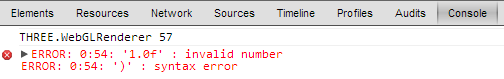 Elements Resources Network Sources Timeline Profiles Audits Console
THREE.WebGLRenderer 57
ERROR: 0:54: '1.0f' : invalid number
ERROR: 0:54: ')' : syntax error